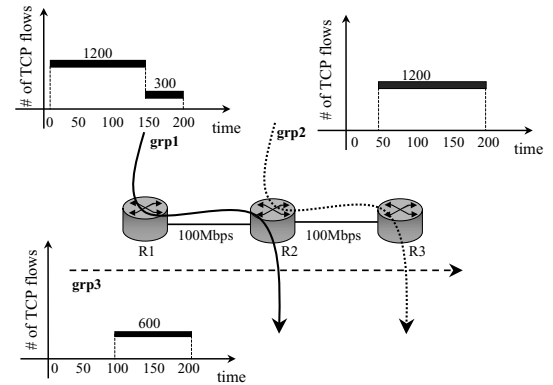 # of TCP flows
1200
300
0 50 100 150 200
time
grp1
# of TCP flows
1200
0 50 100 150 200
time
grp2
100Mbps
100Mbps
R1
R2
R3
grp3
# of TCP flows
600
0 50 100 150 200
time